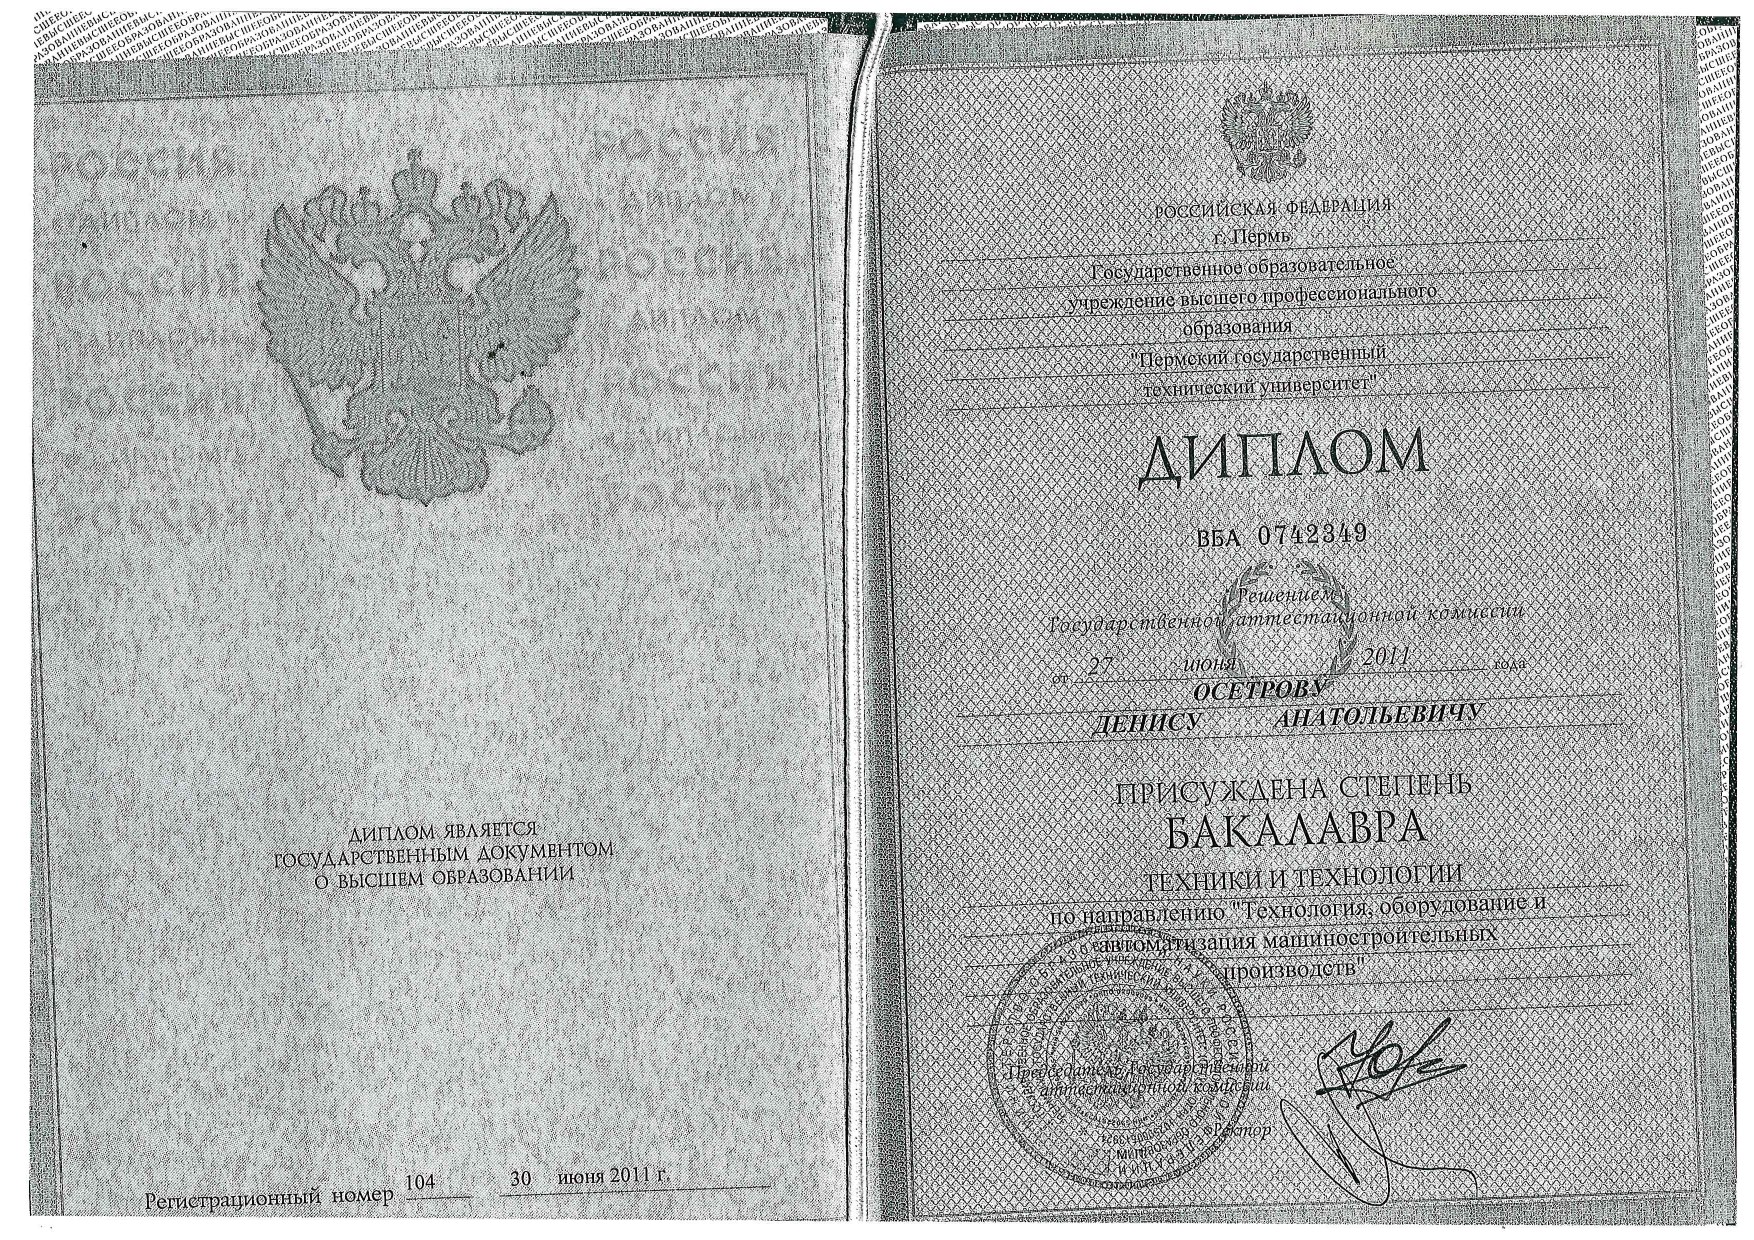 ДИПЛОМ ЯВЛЯЕТСЯ
ГОСУДАРСТВЕННЫМ ДОКУМЕНТОМ
О ВЫСШЕМ ОБРАЗОВАНИИ
Регистрационный номер 104 30 июня 2011 г.
РОССИЙСКАЯ ФЕДЕРАЦИЯ
г. Пермь
Государственное образовательное
учреждение высшего профессионального
образования
"Пермский государственный
технический университет"
ДИПЛОМ
ВБА 0742349
Решением
Государственной аттестационной комиссии
от 27 июня 2011 года
ОСЕТРОВУ
ДЕНИСУ АНАТОЛЬЕВИЧУ
ПРИСУЖДЕНА СТЕПЕНЬ
БАКАЛАВРА
ТЕХНИКИ И ТЕХНОЛОГИИ
по направлению "Технология, оборудование и
автоматизация машиностроительных
производств"
Председатель Государственной
аттестационной комиссии
Ректор